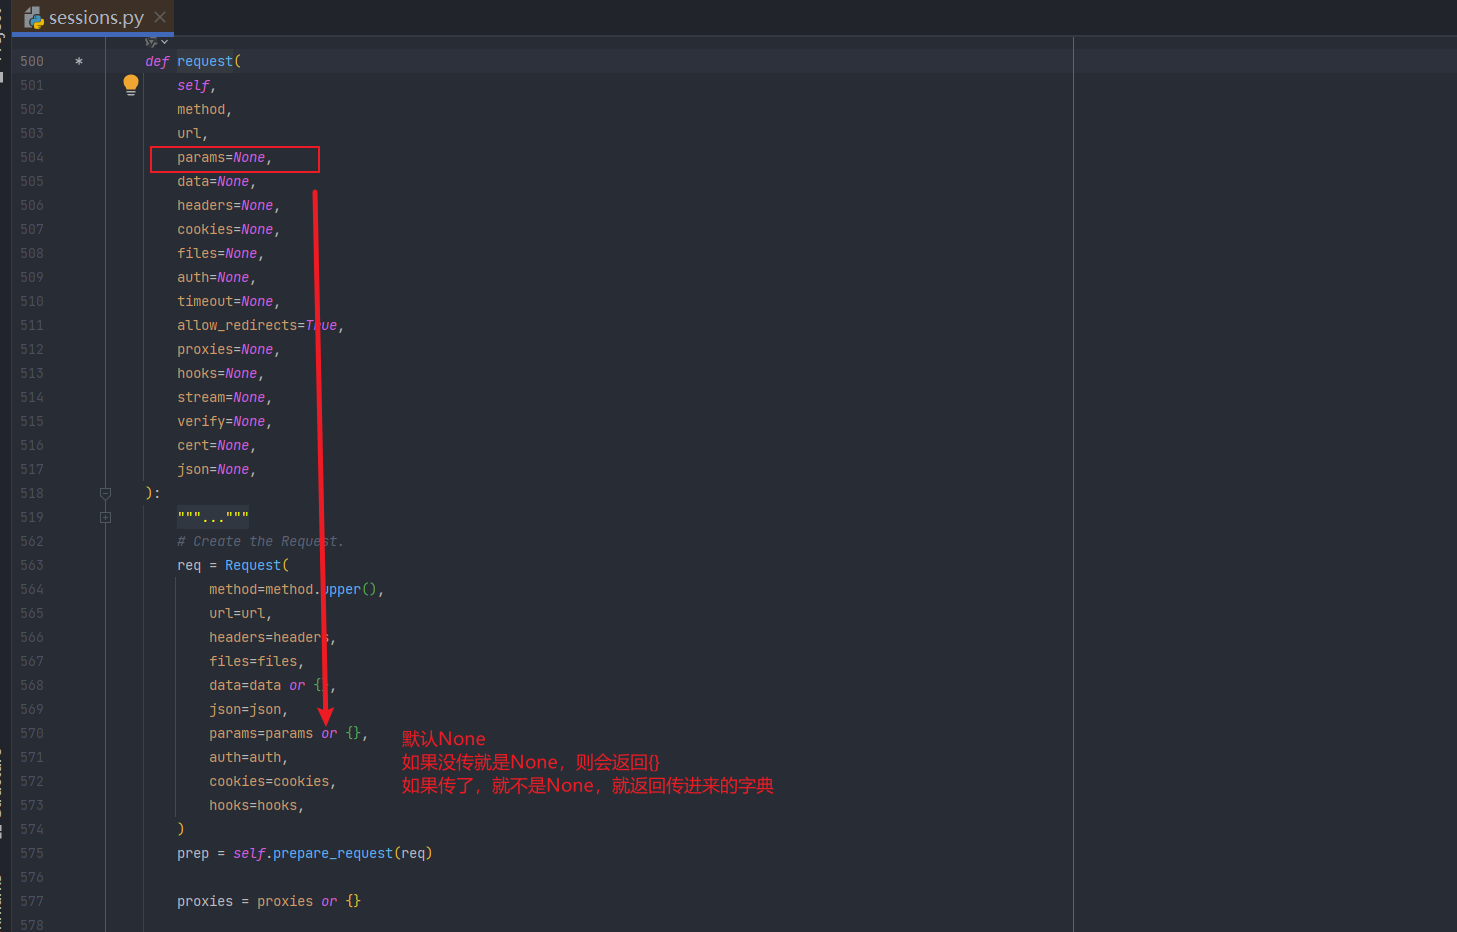 sessions.py
500 * def request(
501 self,
502 method,
503 url,
504 params=None,
505 data=None,
506 headers=None,
507 cookies=None,
508 files=None,
509 auth=None,
510 timeout=None,
511 allow_redirects=True,
512 proxies=None,
513 hooks=None,
514 stream=None,
515 verify=None,
516 cert=None,
517 json=None,
518 ):
519 """..."""
562 # Create the Request.
563 req = Request(
564 method=method.upper(),
565 url=url,
566 headers=headers,
567 files=files,
568 data=data or {},
569 json=json,
570 params=params or {},
默认None
571 auth=auth,
如果没传就是None，则会返回{}
572 cookies=cookies,
如果传了，就不是None，就返回传进来的字典
573 hooks=hooks,
574 )
575 prep = self.prepare_request(req)
576
577 proxies = proxies or {}
578